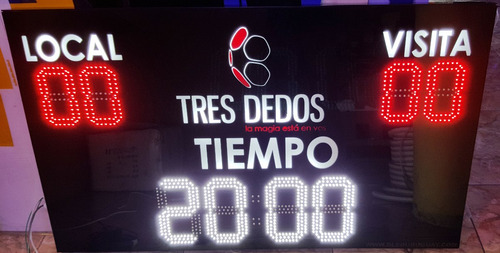 LOCAL
VISITA
00
00
TRES DEDOS
la magia está en vos
TIEMPO
20:00